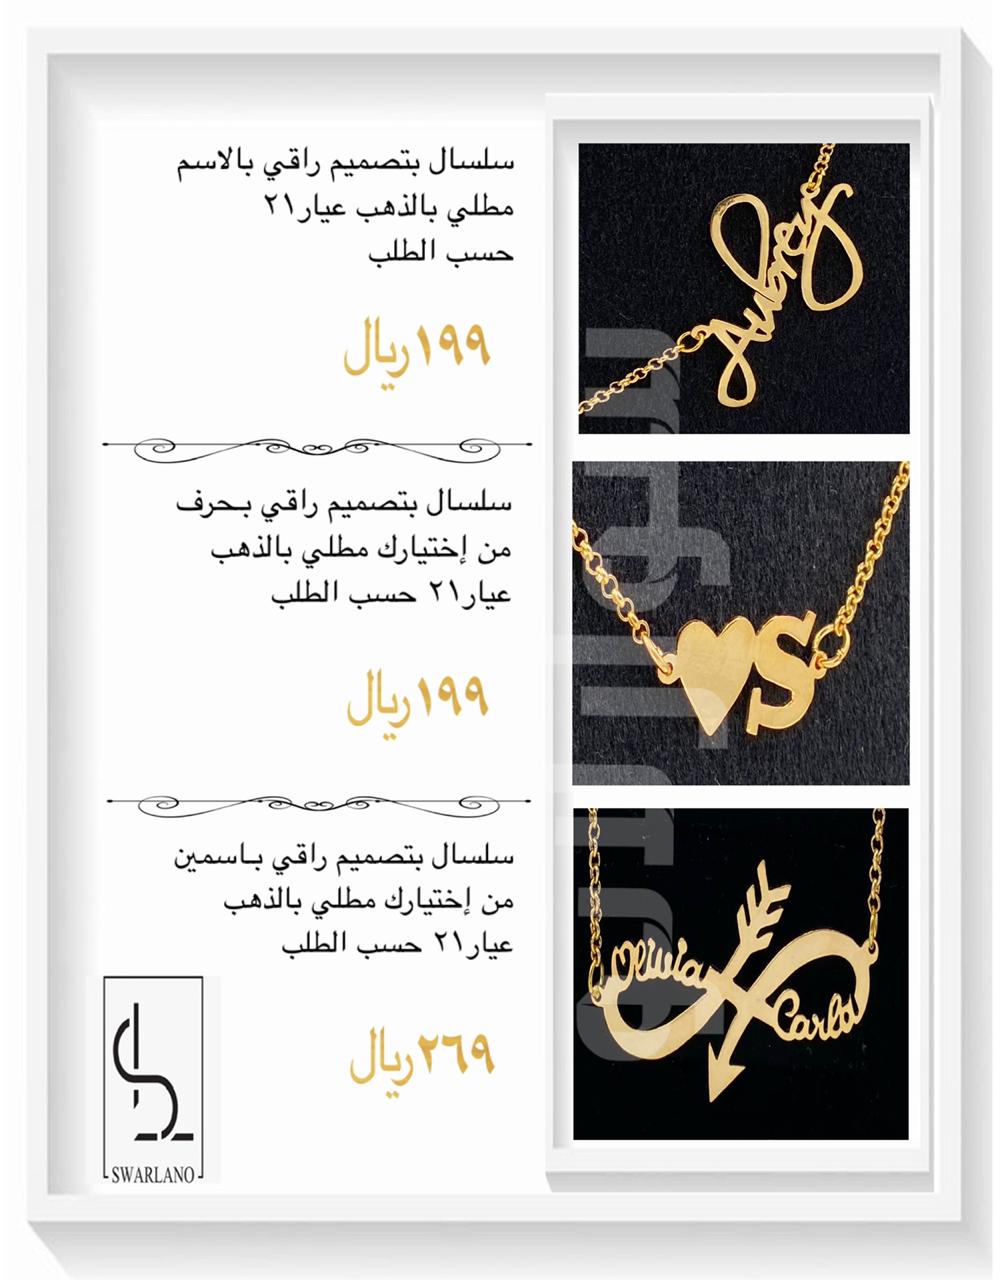 سلسال بتصميم راقي بالاسم
مطلي بالذهب عيار٢١
حسب الطلب
١٩٩ريال
Aubrey
سلسال بتصميم راقي بحرف
من إختيارك مطلي بالذهب
عيار٢١ حسب الطلب
١٩٩ريال
S
سلسال بتصميم راقي باسمين
من إختيارك مطلي بالذهب
عيار٢١ حسب الطلب
٢٦٩ريال
Olivia
Carla
SWARLANO